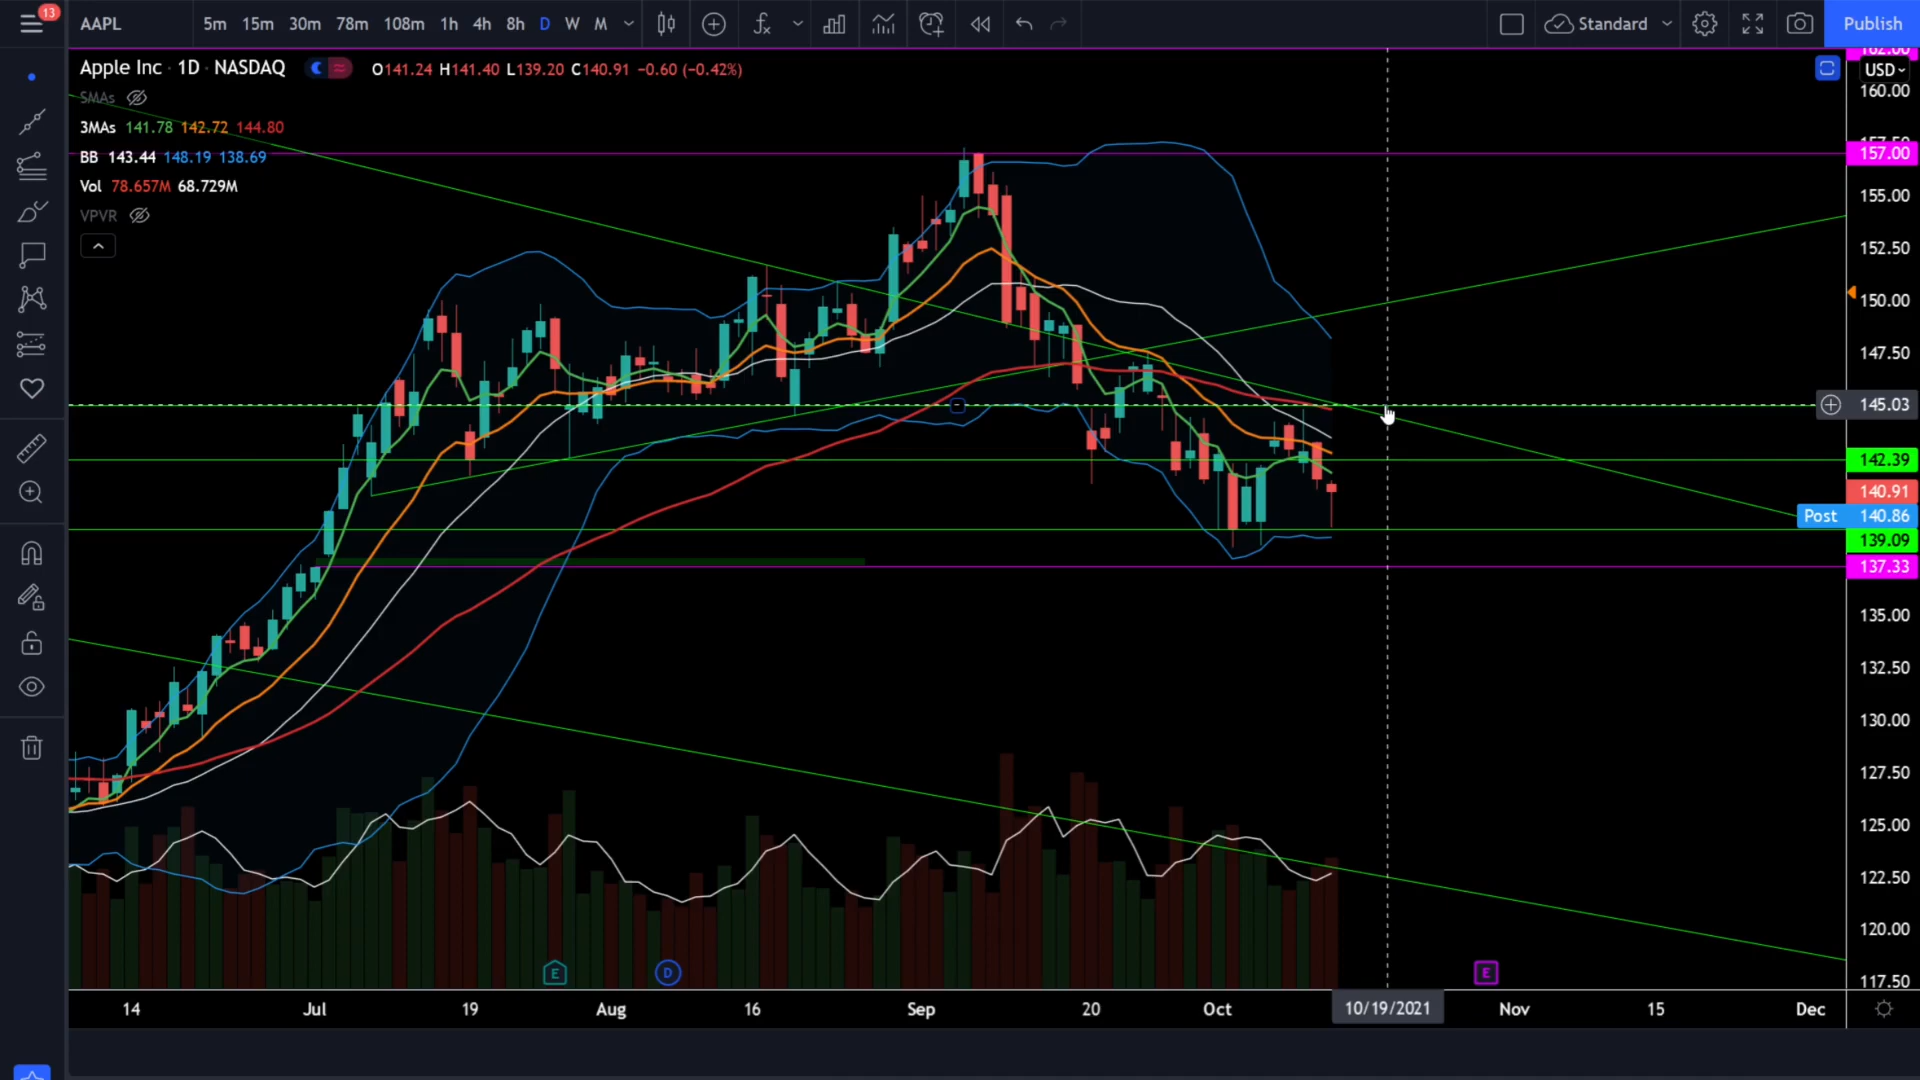 13
AAPL 5m 15m 30m 78m 108m 1h 4h 8h D W M Standard Publish
Apple Inc · 1D · NASDAQ O141.24 H141.40 L139.20 C140.91 −0.60 (−0.42%)
SMAs
3MAs 141.78 142.72 144.80
BB 143.44 148.19 138.69
Vol 78.657M 68.729M
VPVR
USD
160.00
157.00
155.00
152.50
150.00
147.50
145.03
142.39
140.91
Post 140.86
139.09
137.33
135.00
132.50
130.00
127.50
125.00
122.50
120.00
117.50
E D E
14 Jul 19 Aug 16 Sep 20 Oct 10/19/2021 Nov 15 Dec